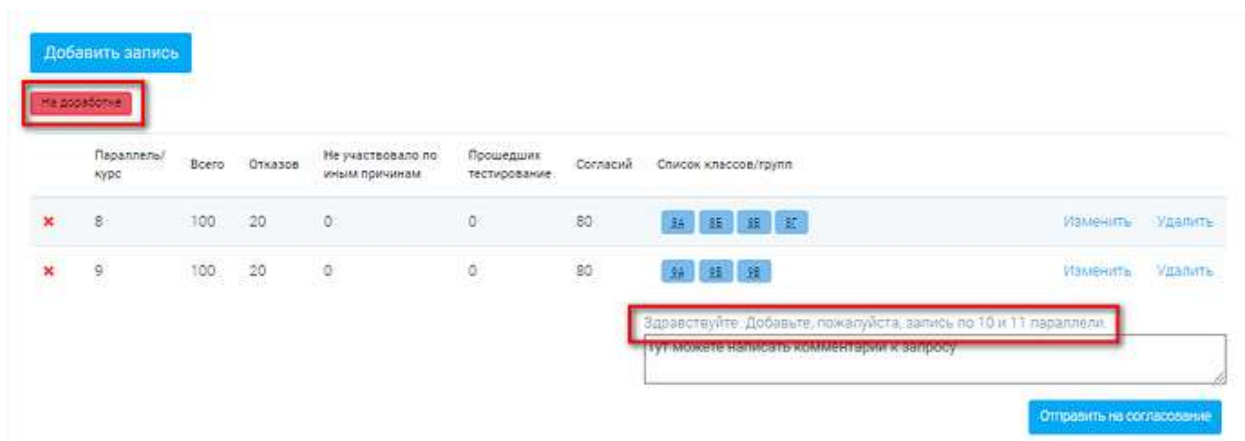 Добавить запись
На доработке
Параллель/ курс Всего Отказов Не участвовало по иным причинам Прошедших тестирование Согласий Список классов/групп
8 100 20 0 0 80 8А 8Б 8В 8Г Изменить Удалить
9 100 20 0 0 80 9А 9Б 9В Изменить Удалить
Здравствуйте. Добавьте, пожалуйста, запись по 10 и 11 параллели.
Тут можете написать комментарий к запросу
Отправить на согласование